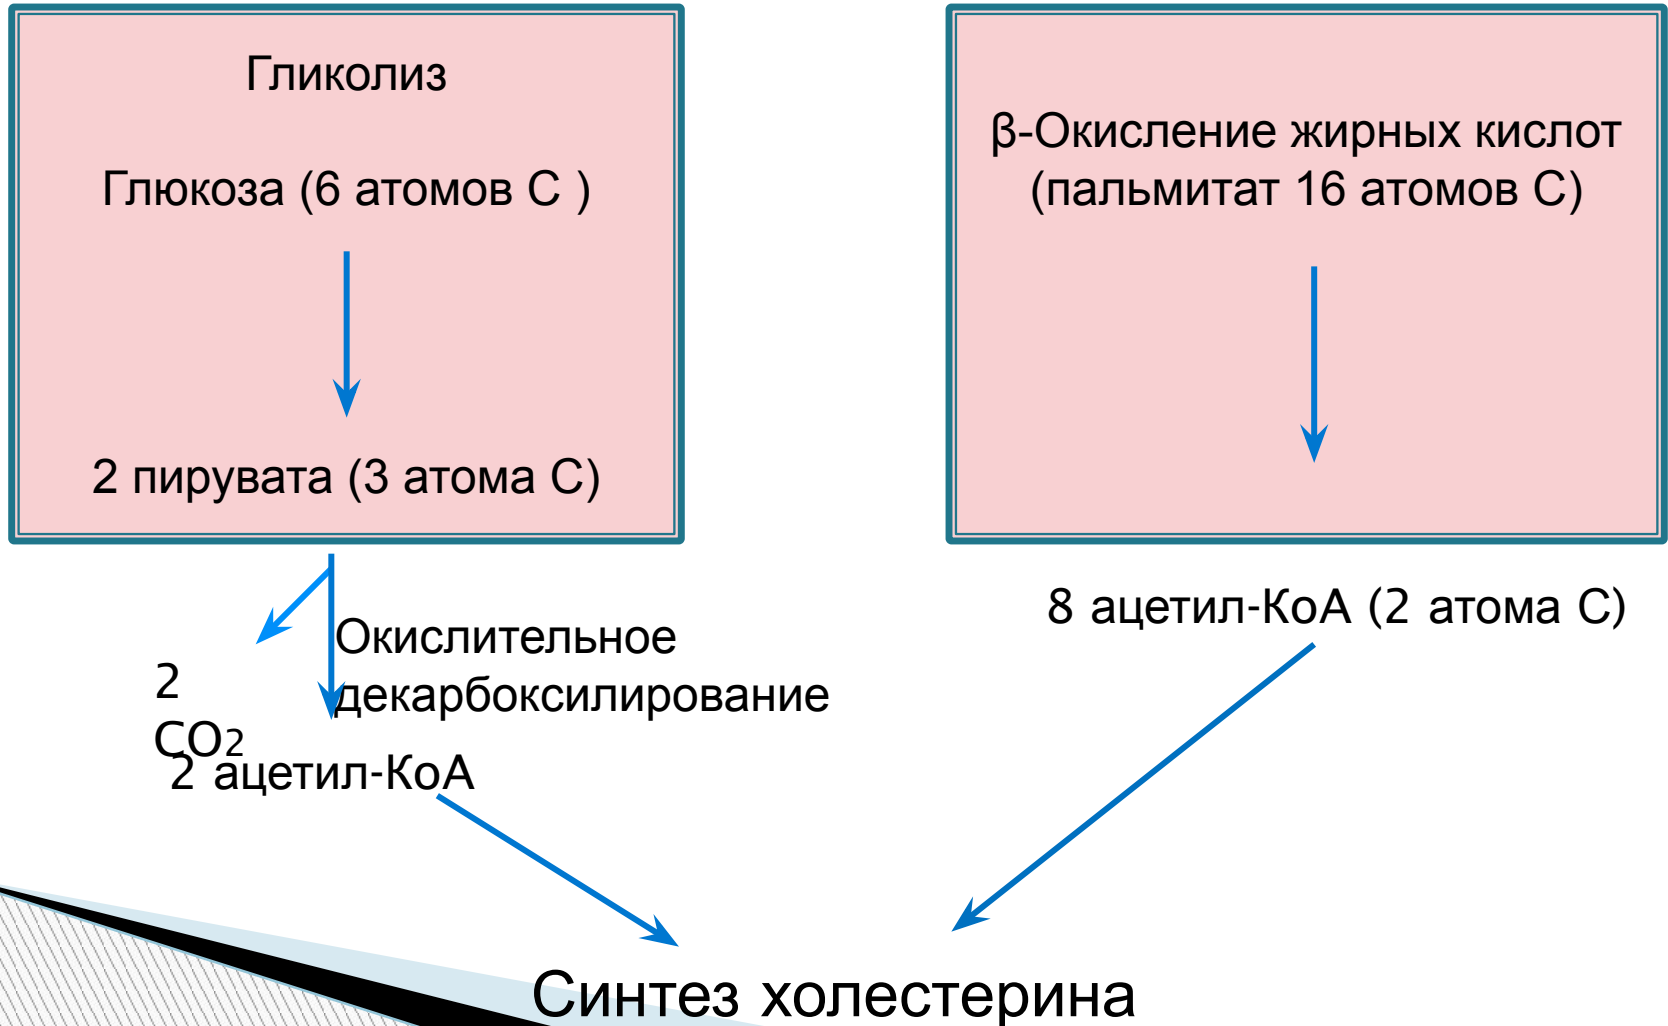 Гликолиз
Глюкоза (6 атомов С )
2 пирувата (3 атома С)
β-Окисление жирных кислот
(пальмитат 16 атомов С)
8 ацетил-КоА (2 атома С)
Окислительное
декарбоксилирование
2
СО2
2 ацетил-КоА
Синтез холестерина